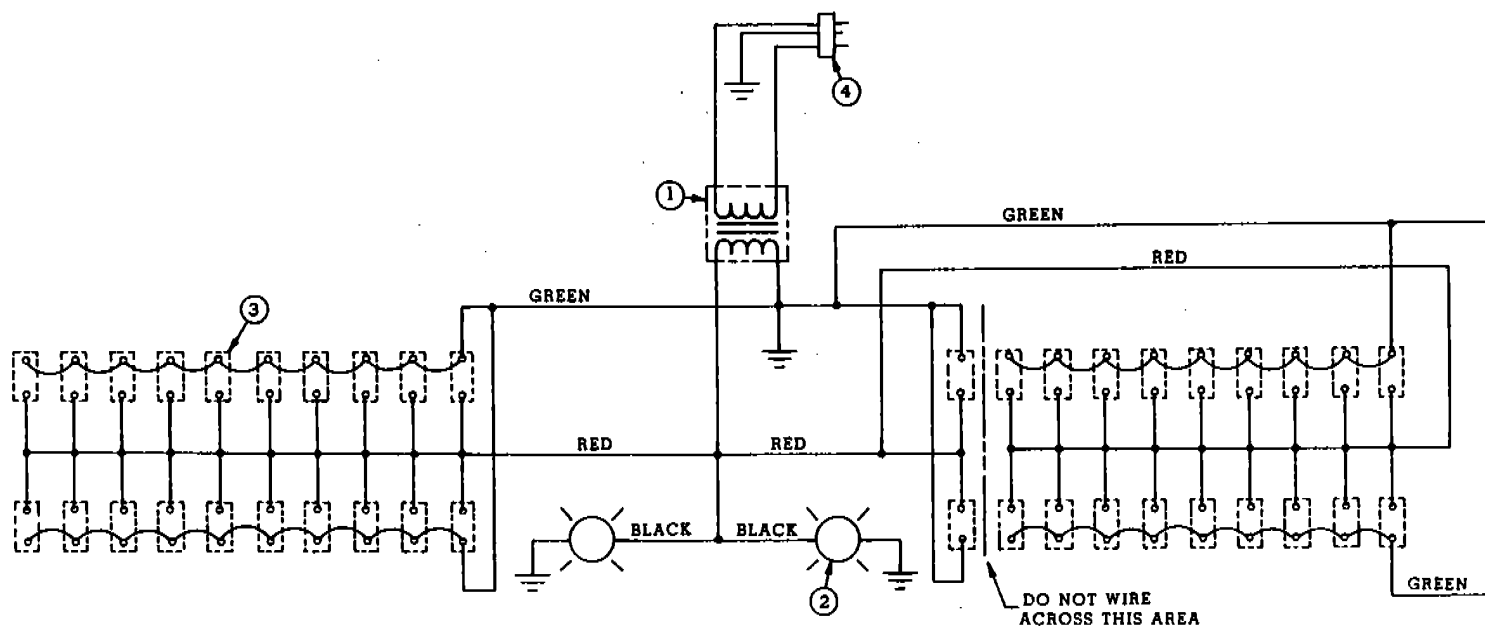 4
1
GREEN
RED
GREEN
3
RED
RED
BLACK
BLACK
2
GREEN
DO NOT WIRE
ACROSS THIS AREA